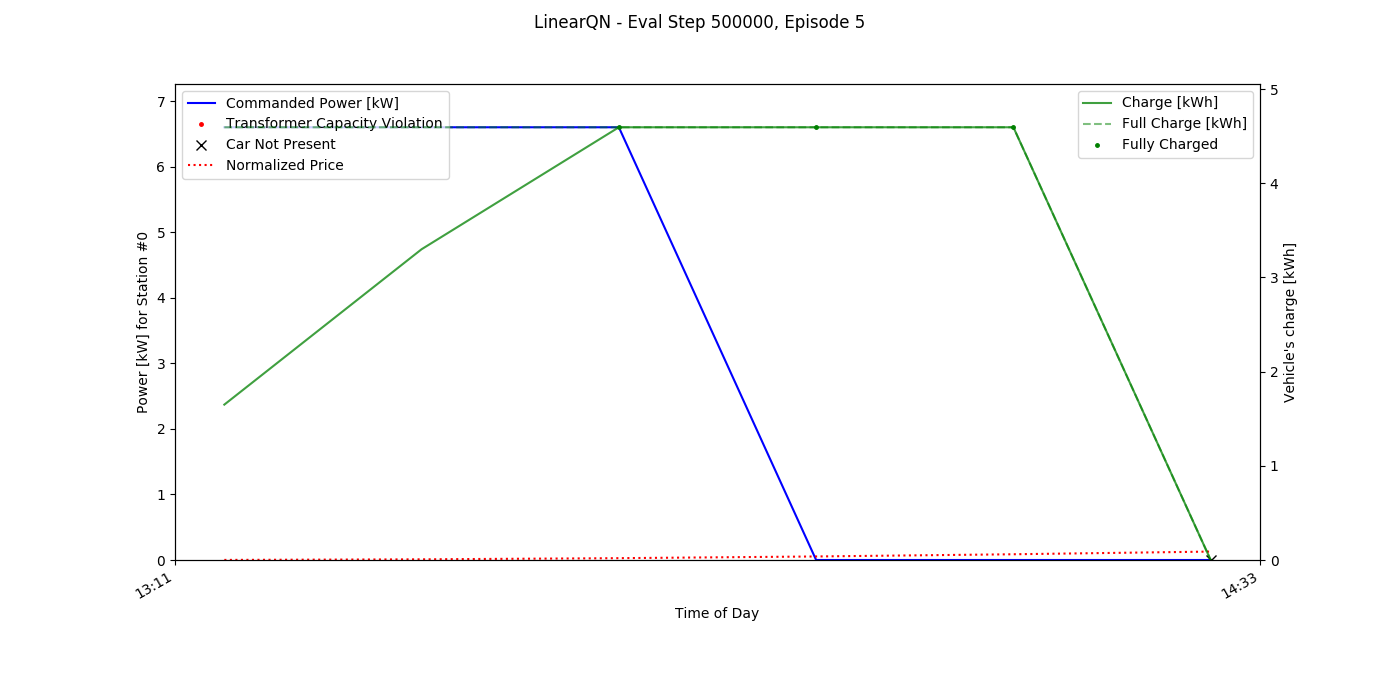 LinearQN - Eval Step 500000, Episode 5
Commanded Power [kW]
Transformer Capacity Violation
Car Not Present
Normalized Price
Charge [kWh]
Full Charge [kWh]
Fully Charged
7
6
5
4
3
2
1
0
Power [kW] for Station #0
5
4
3
2
1
0
Vehicle's charge [kWh]
13:11
14:33
Time of Day